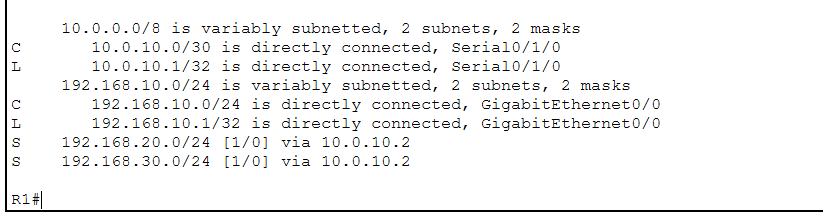 10.0.0.0/8 is variably subnetted, 2 subnets, 2 masks
C 10.0.10.0/30 is directly connected, Serial0/1/0
L 10.0.10.1/32 is directly connected, Serial0/1/0
192.168.10.0/24 is variably subnetted, 2 subnets, 2 masks
C 192.168.10.0/24 is directly connected, GigabitEthernet0/0
L 192.168.10.1/32 is directly connected, GigabitEthernet0/0
S 192.168.20.0/24 [1/0] via 10.0.10.2
S 192.168.30.0/24 [1/0] via 10.0.10.2
R1#